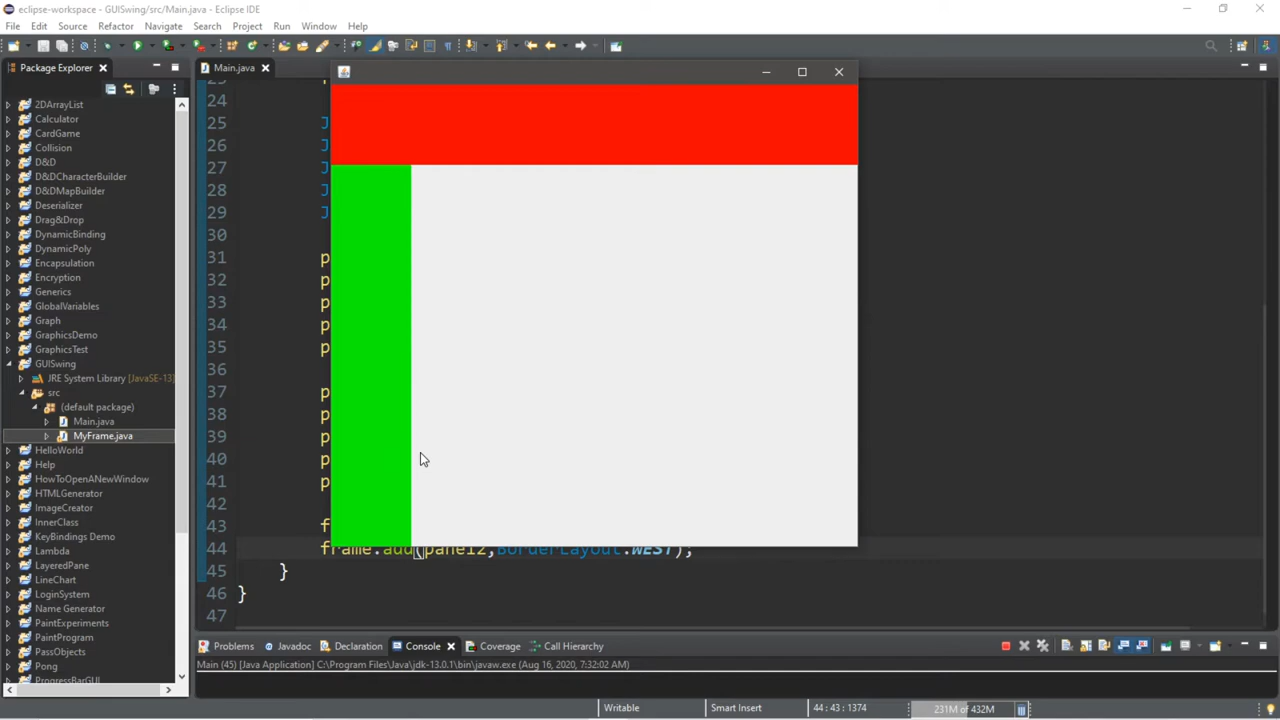 eclipse-workspace - GUISwing/src/Main.java - Eclipse IDE
File Edit Source Refactor Navigate Search Project Run Window Help
Package Explorer
Main.java
2DArrayList
Calculator
CardGame
Collision
D&D
D&DCharacterBuilder
D&DMapBuilder
Deserializer
Drag&Drop
DynamicBinding
DynamicPoly
Encapsulation
Encryption
Generics
GlobalVariables
Graph
GraphicsDemo
GraphicsTest
GUISwing
JRE System Library [JavaSE-13]
src
(default package)
Main.java
MyFrame.java
HelloWorld
Help
HowToOpenANewWindow
HTMLGenerator
ImageCreator
InnerClass
KeyBindings Demo
Lambda
LayeredPane
LineChart
LoginSystem
Name Generator
PaintExperiments
PaintProgram
PassObjects
Pong
ProgressBarGUI
24
25 J
26 J
27 J
28 J
29 J
30
31 p
32 p
33 p
34 p
35 p
36
37 p
38 p
39 p
40 p
41 p
42
43 f
44 frame.add(panel2,BorderLayout.WEST);
45 }
46 }
47
Problems Javadoc Declaration Console Coverage Call Hierarchy
Main (45) [Java Application] C:\Program Files\Java\jdk-13.0.1\bin\javaw.exe (Aug 16, 2020, 7:32:02 AM)
Writable Smart Insert 44 : 43 : 1374 231M of 432M